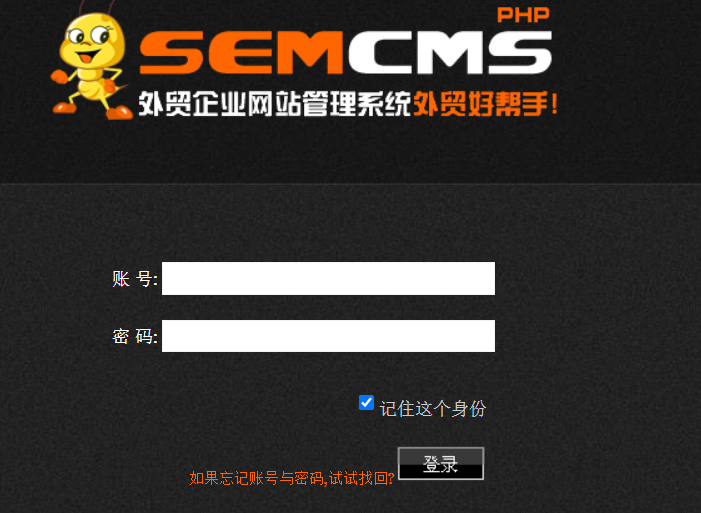 PHP
SEMCMS
外贸企业网站管理系统外贸好帮手!
账 号:
密 码:
记住这个身份
如果忘记账号与密码,试试找回? 登录